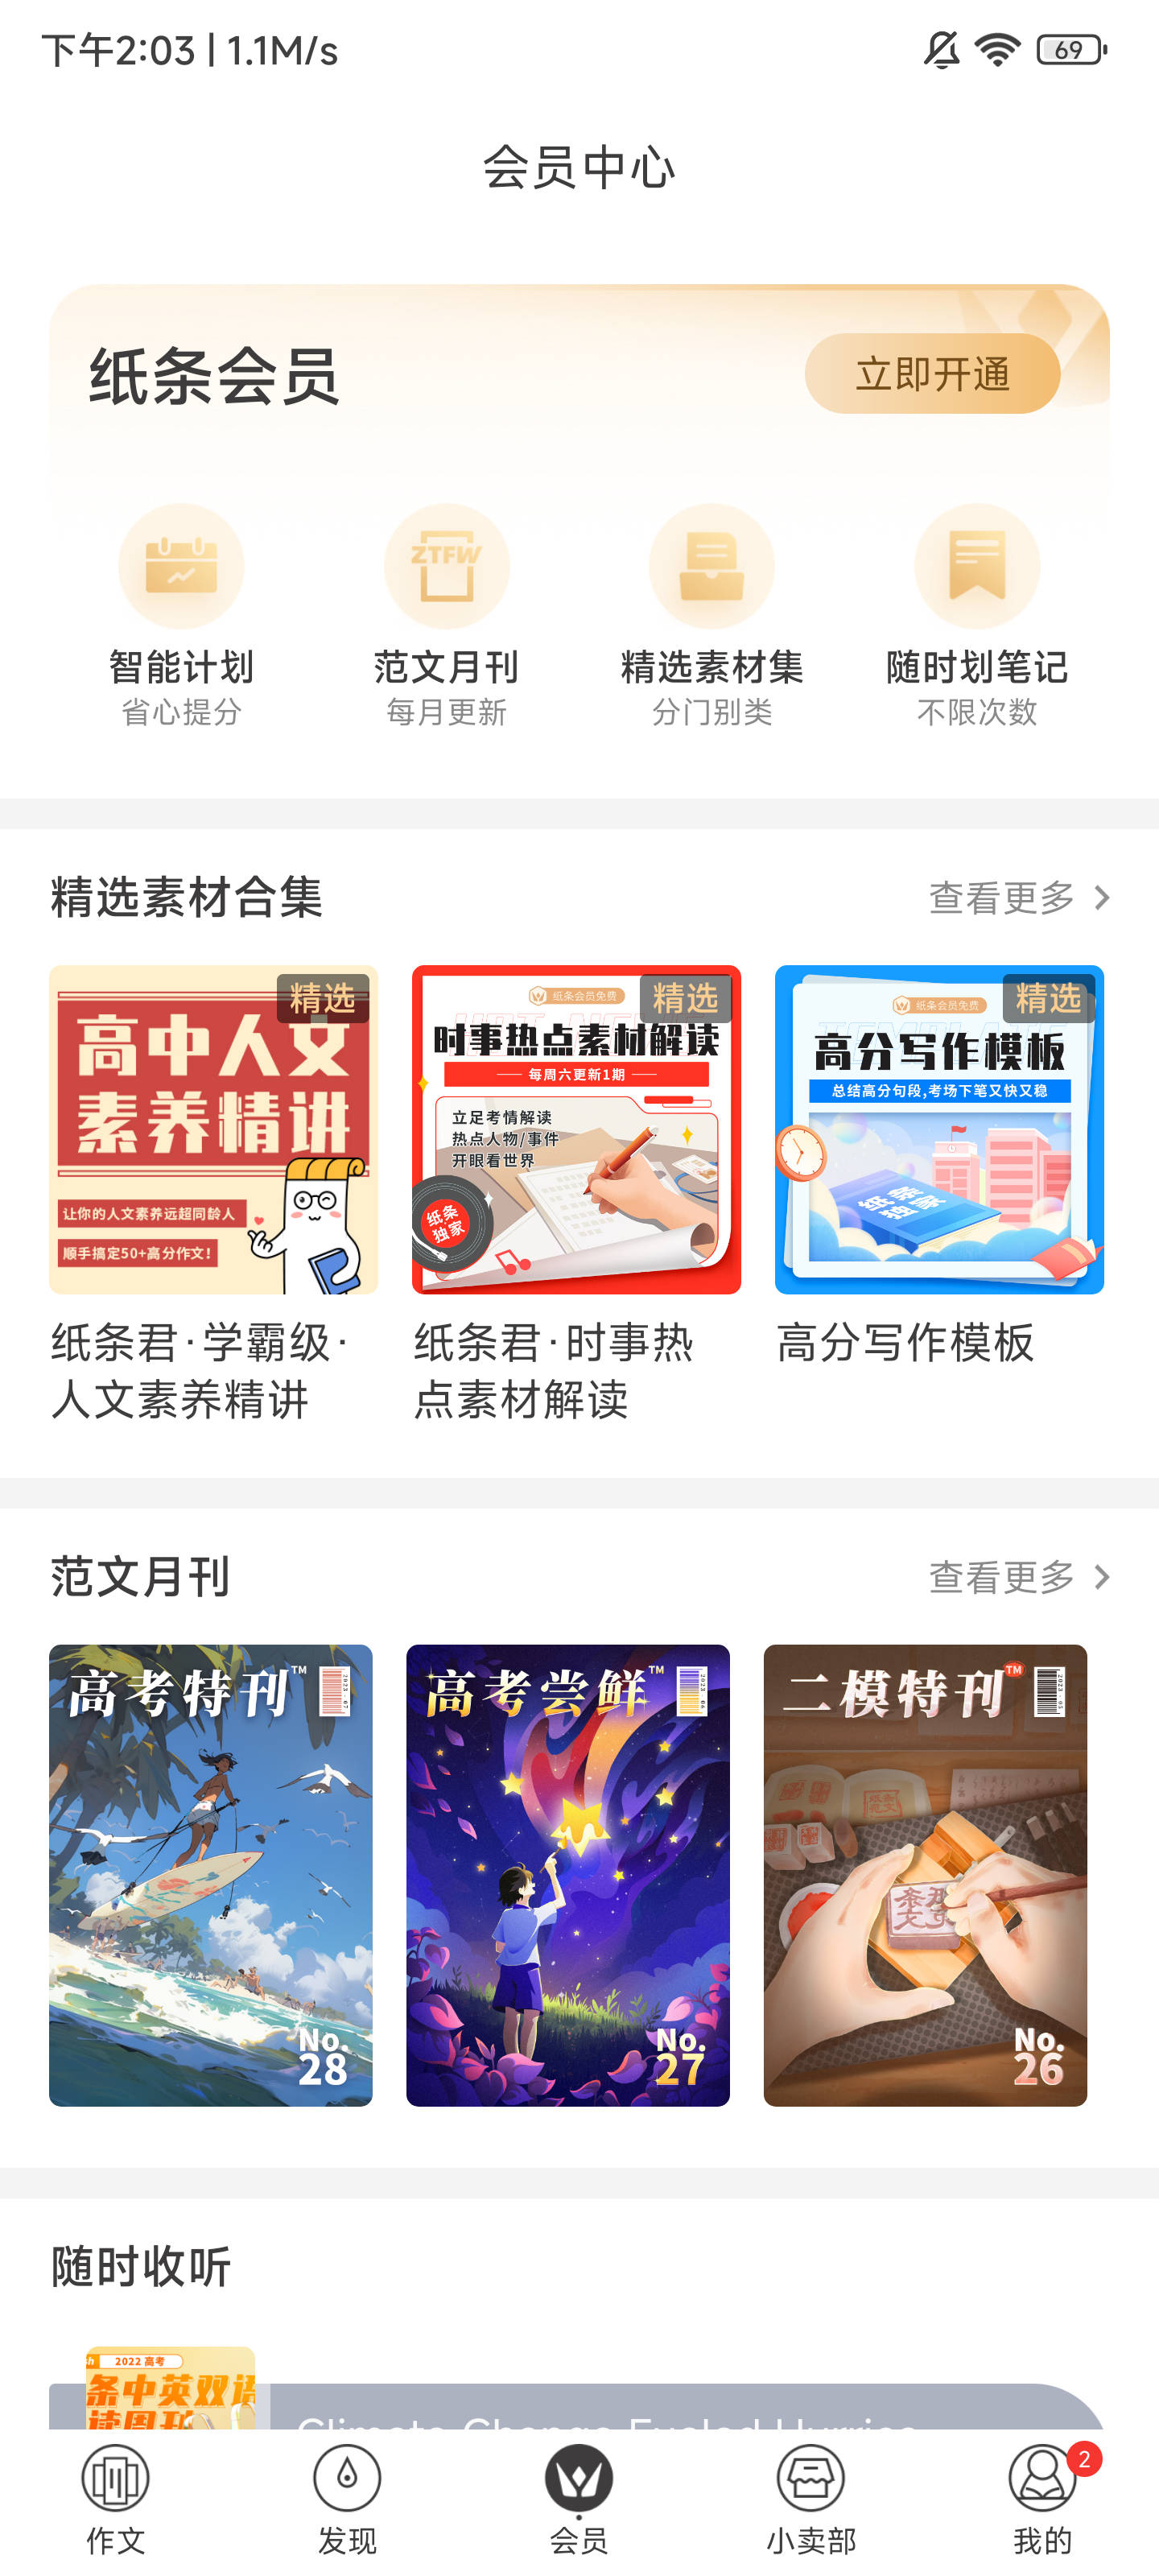 下午2:03 | 1.1M/s
69
会员中心
纸条会员
立即开通
ZTFW
智能计划
范文月刊
精选素材集
随时划笔记
省心提分
每月更新
分门别类
不限次数
精选素材合集
查看更多
精选
高中人文
素养精讲
让你的人文素养远超同龄人
顺手搞定50+高分作文!
纸条会员免费
精选
时事热点素材解读
每周六更新1期
立足考情解读
热点人物/事件
开眼看世界
纸条
独家
纸条会员免费
精选
高分写作模板
总结高分句段,考场下笔又快又稳
纸条
独家
纸条君·学霸级·
人文素养精讲
纸条君·时事热
点素材解读
高分写作模板
范文月刊
查看更多
高考特刊™
No.
28
高考尝鲜™
No.
27
二模特刊™
No.
26
随时收听
2022 高考
条中英双语
读周刊
Climate Change-Fueled Hurrica
作文
发现
会员
小卖部
我的
2